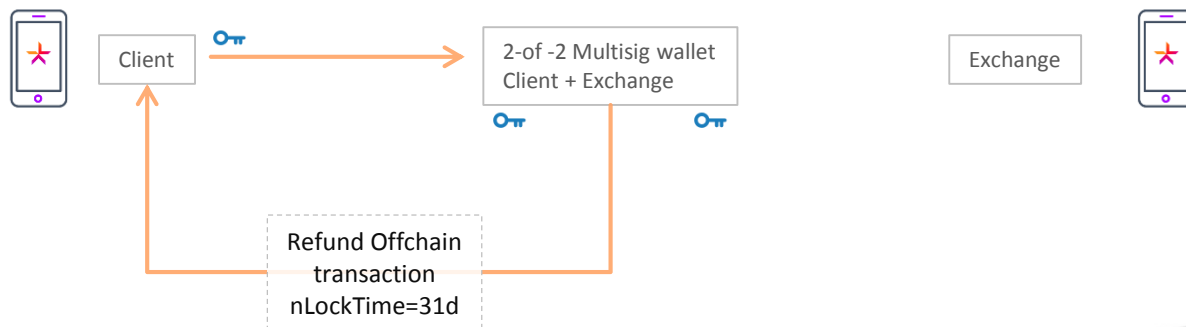 Client
2-of -2 Multisig wallet
Client + Exchange
Exchange
Refund Offchain
transaction
nLockTime=31d